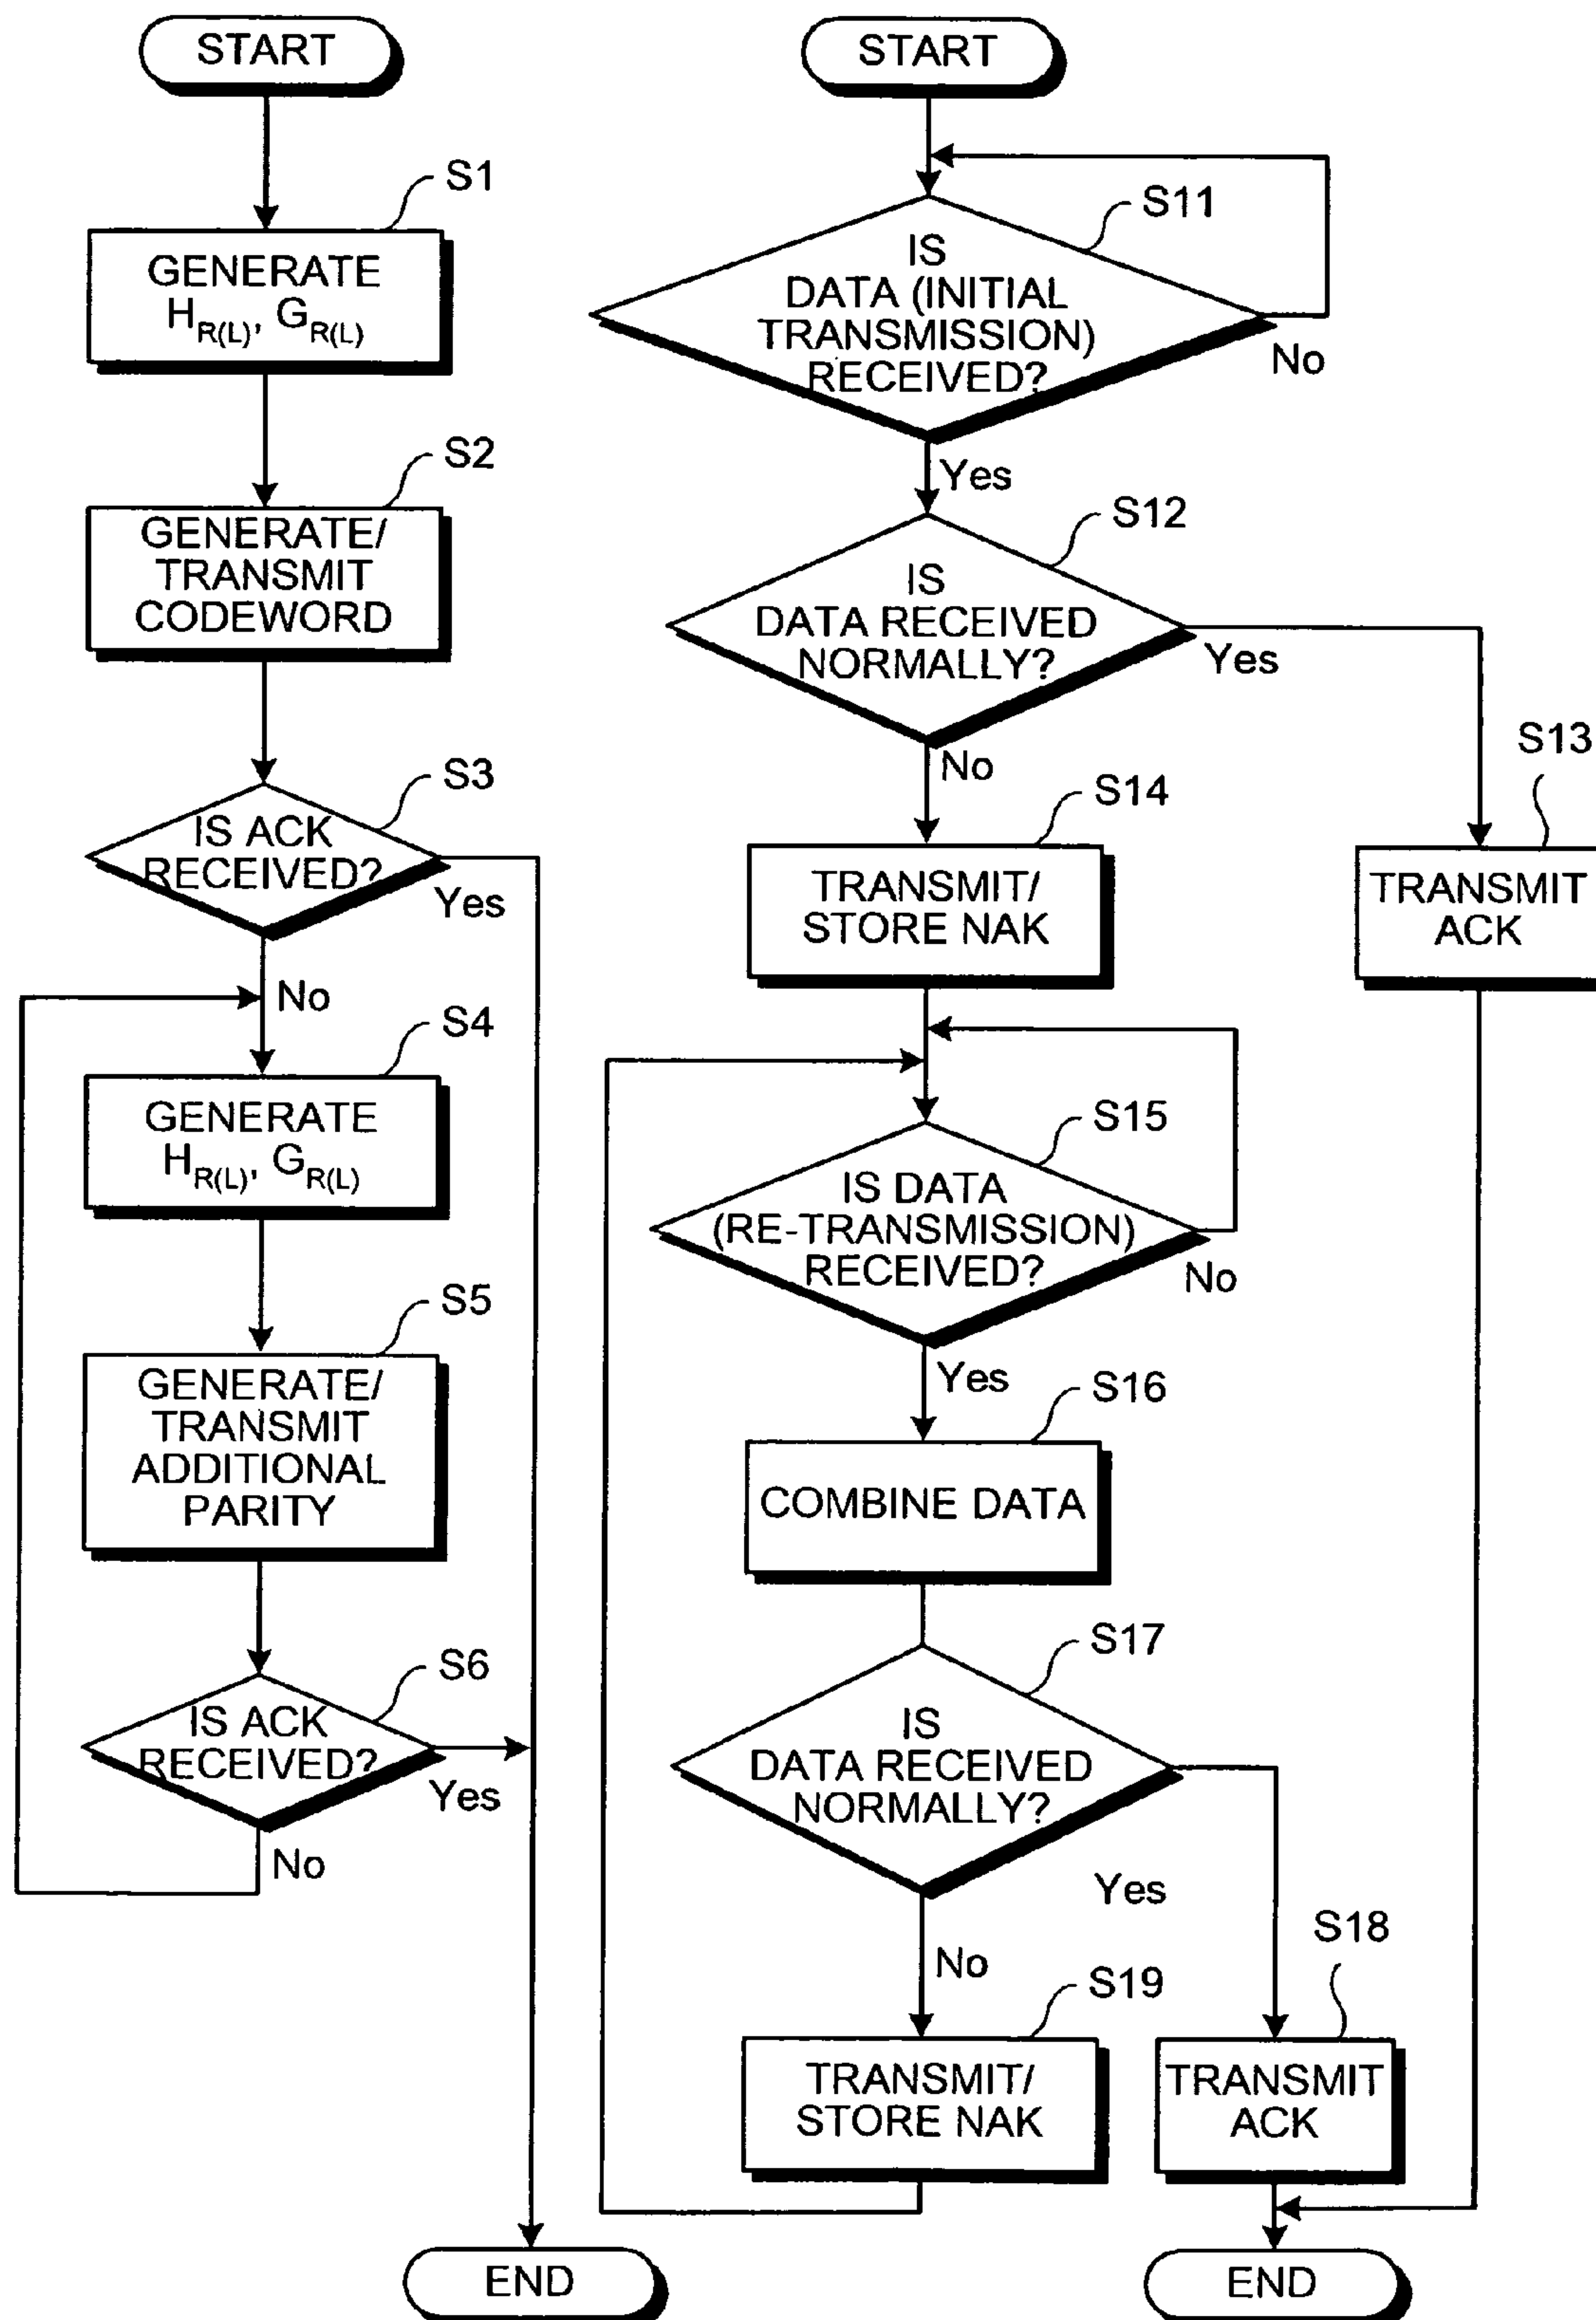 START
S1
GENERATE
HR(L), GR(L)
S2
GENERATE/
TRANSMIT
CODEWORD
S3
IS ACK
RECEIVED?
Yes
No
S4
GENERATE
HR(L), GR(L)
S5
GENERATE/
TRANSMIT
ADDITIONAL
PARITY
S6
IS ACK
RECEIVED?
Yes
No
END
START
S11
IS
DATA (INITIAL
TRANSMISSION)
RECEIVED?
No
Yes
S12
IS
DATA RECEIVED
NORMALLY?
Yes
No
S13
TRANSMIT
ACK
S14
TRANSMIT/
STORE NAK
S15
IS DATA
(RE-TRANSMISSION)
RECEIVED?
No
Yes
S16
COMBINE DATA
S17
IS
DATA RECEIVED
NORMALLY?
Yes
No
S18
TRANSMIT
ACK
S19
TRANSMIT/
STORE NAK
END